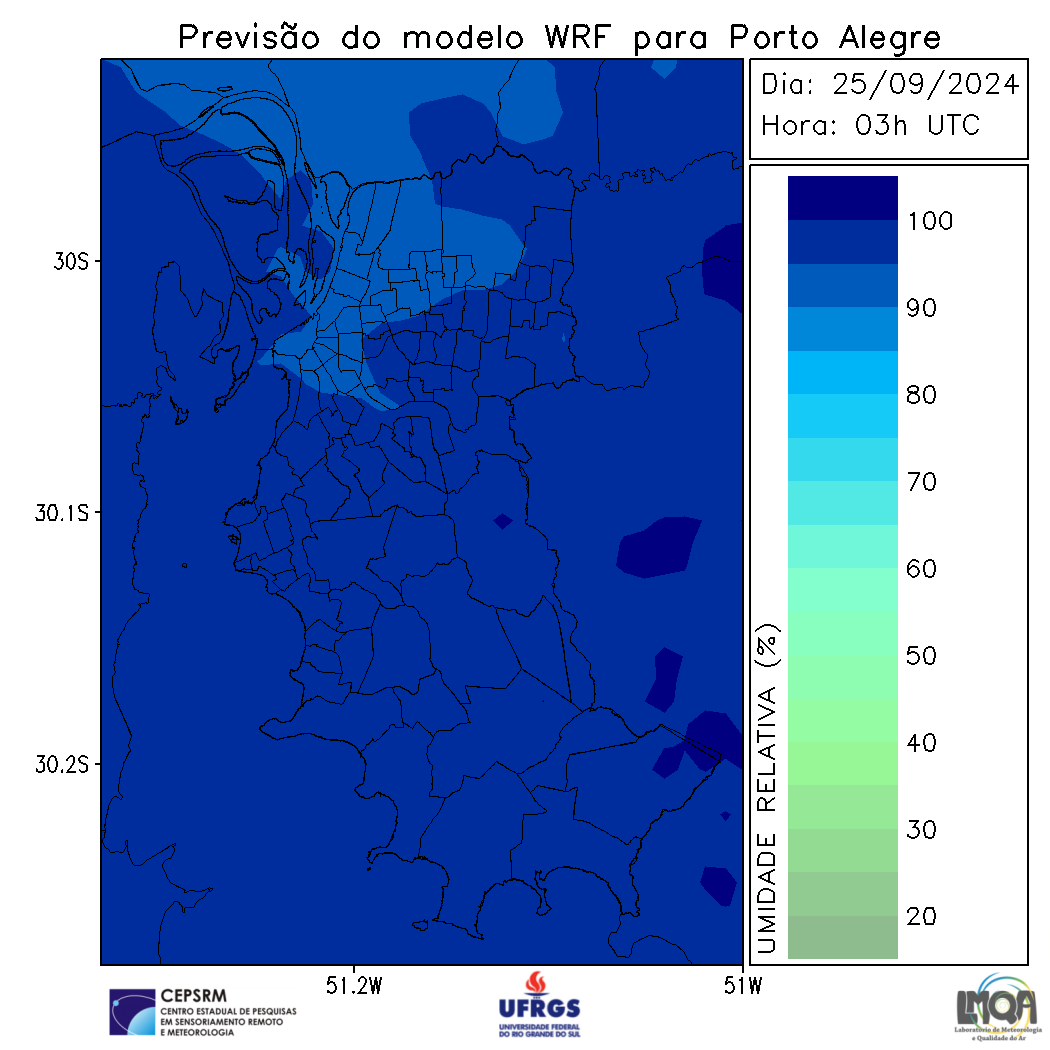 Previsão do modelo WRF para Porto Alegre
Dia: 25/09/2024
Hora: 03h UTC
100
90
80
70
60
50
40
30
20
UMIDADE RELATIVA (%)
30S
30.1S
30.2S
51.2W
51W
CEPSRM
CENTRO ESTADUAL DE PESQUISAS
EM SENSORIAMENTO REMOTO
E METEOROLOGIA
UFRGS
UNIVERSIDADE FEDERAL
DO RIO GRANDE DO SUL
LMQA
Laboratório de Meteorologia
e Qualidade do Ar